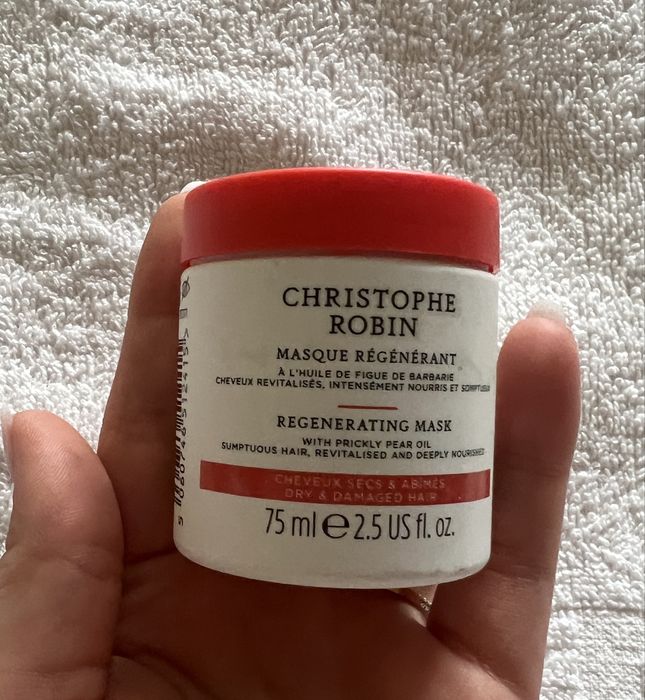 CHRISTOPHE
ROBIN
MASQUE RÉGÉNÉRANT
À L'HUILE DE FIGUE DE BARBARIE
CHEVEUX REVITALISÉS, INTENSÉMENT NOURRIS ET SOMPTUEUX
REGENERATING MASK
WITH PRICKLY PEAR OIL
SUMPTUOUS HAIR, REVITALISED AND DEEPLY NOURISHED
CHEVEUX SECS & ABÎMÉS
DRY & DAMAGED HAIR
75 ml e 2.5 US fl. oz.